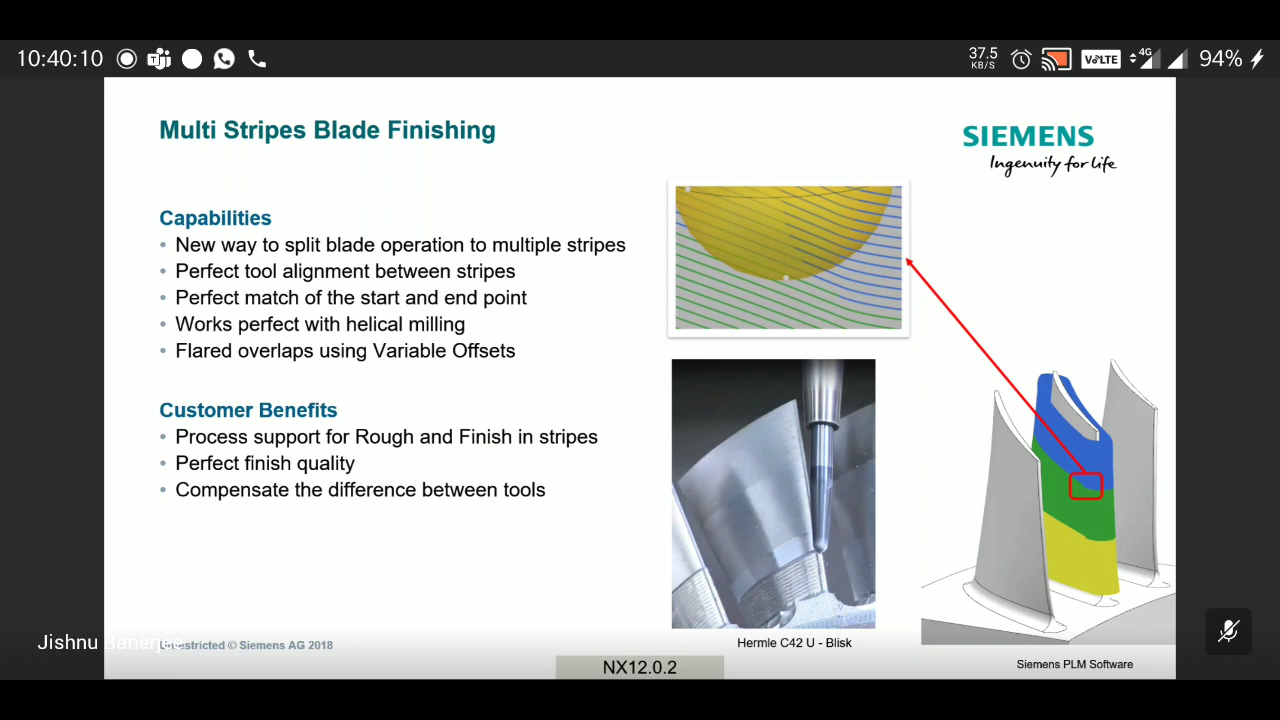 10:40:10
37.5
KB/S
VoLTE
4G
94%
Multi Stripes Blade Finishing
SIEMENS
Ingenuity for life
Capabilities
• New way to split blade operation to multiple stripes
• Perfect tool alignment between stripes
• Perfect match of the start and end point
• Works perfect with helical milling
• Flared overlaps using Variable Offsets
Customer Benefits
• Process support for Rough and Finish in stripes
• Perfect finish quality
• Compensate the difference between tools
Jishnu Banerjee
restricted © Siemens AG 2018
Hermle C42 U - Blisk
NX12.0.2
Siemens PLM Software